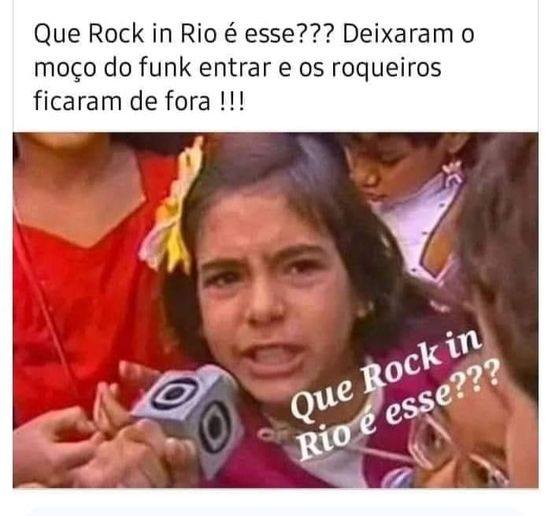 Que Rock in Rio é esse??? Deixaram o
moço do funk entrar e os roqueiros
ficaram de fora !!!
Que Rock in
Rio é esse???